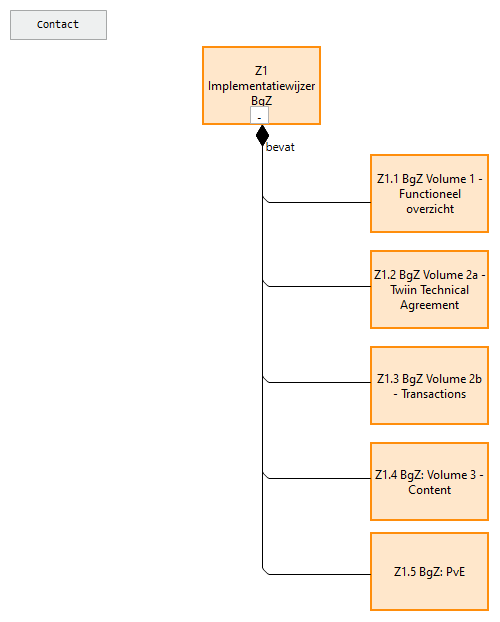 Contact
Z1
Implementatiewijzer
BgZ
-
bevat
Z1.1 BgZ Volume 1 -
Functioneel
overzicht
Z1.2 BgZ Volume 2a -
Twiin Technical
Agreement
Z1.3 BgZ Volume 2b
- Transactions
Z1.4 BgZ: Volume 3 -
Content
Z1.5 BgZ: PvE